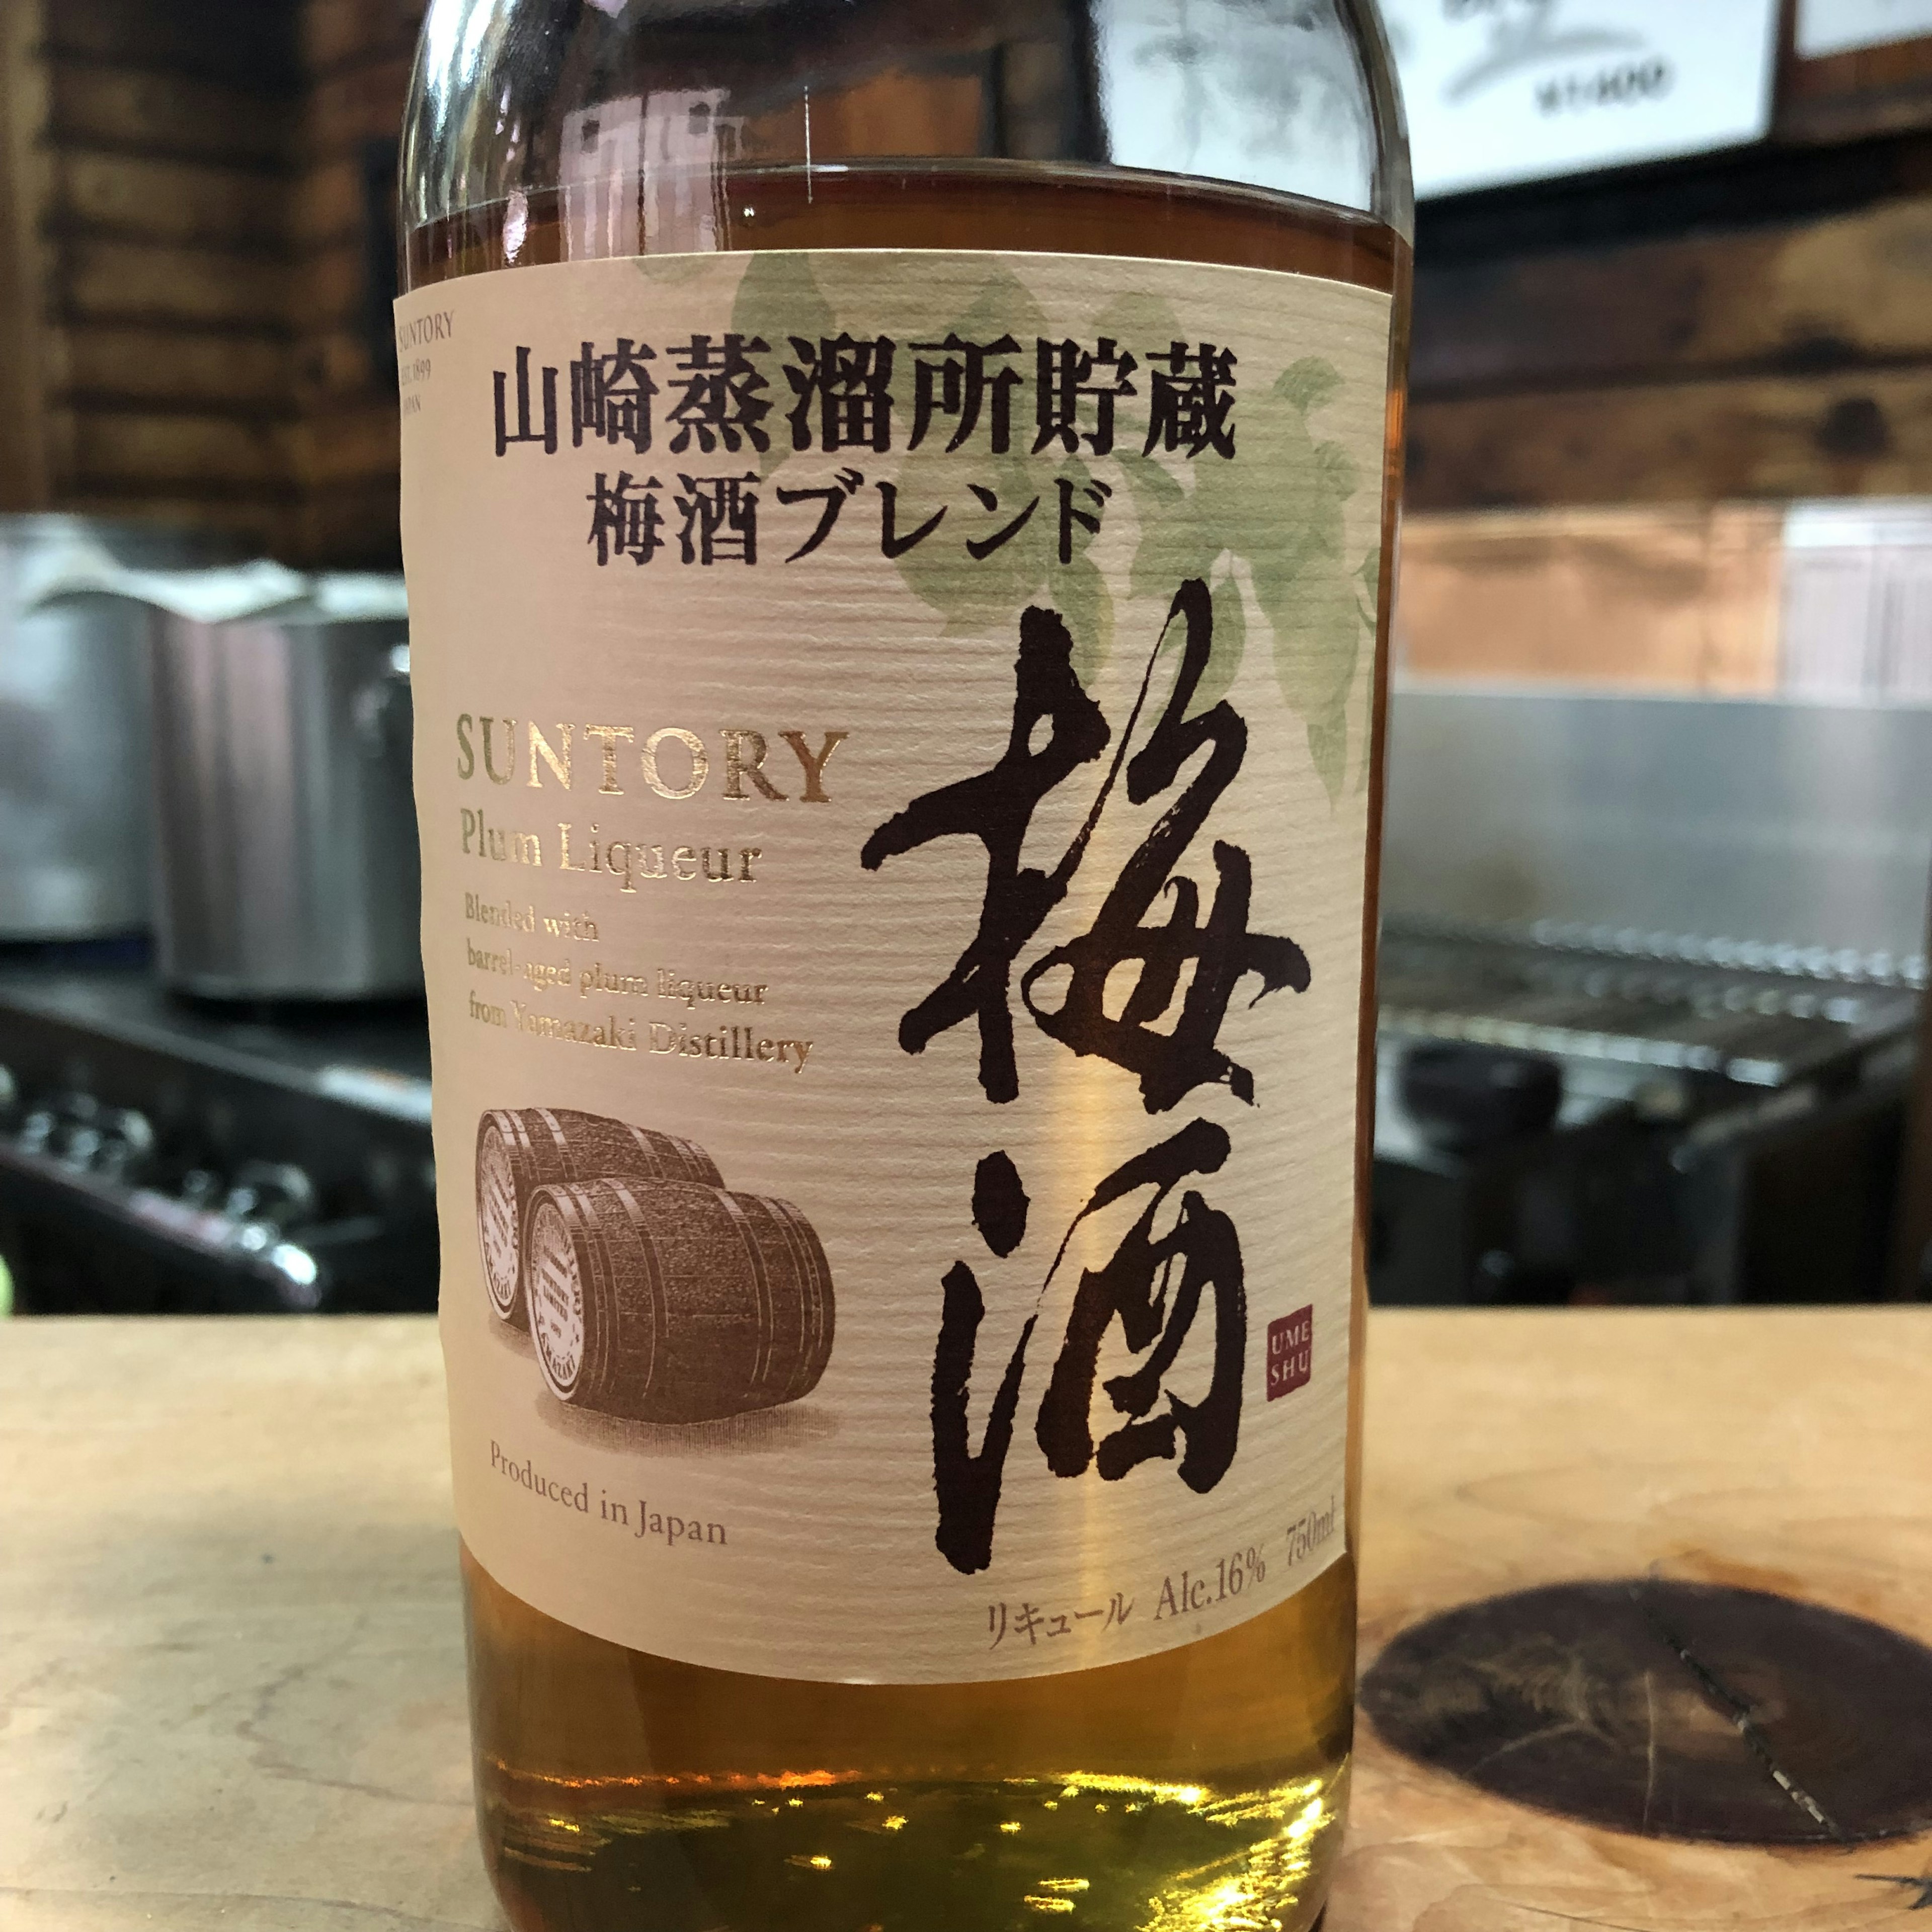 SUNTORY
山崎蒸溜所貯蔵
梅酒ブレンド
SUNTORY
Plum Liqueur
Blended with
barrel-aged plum liqueur
from Yamazaki Distillery
梅酒
UME
SHU
Produced in Japan
リキュール Alc.16% 750ml